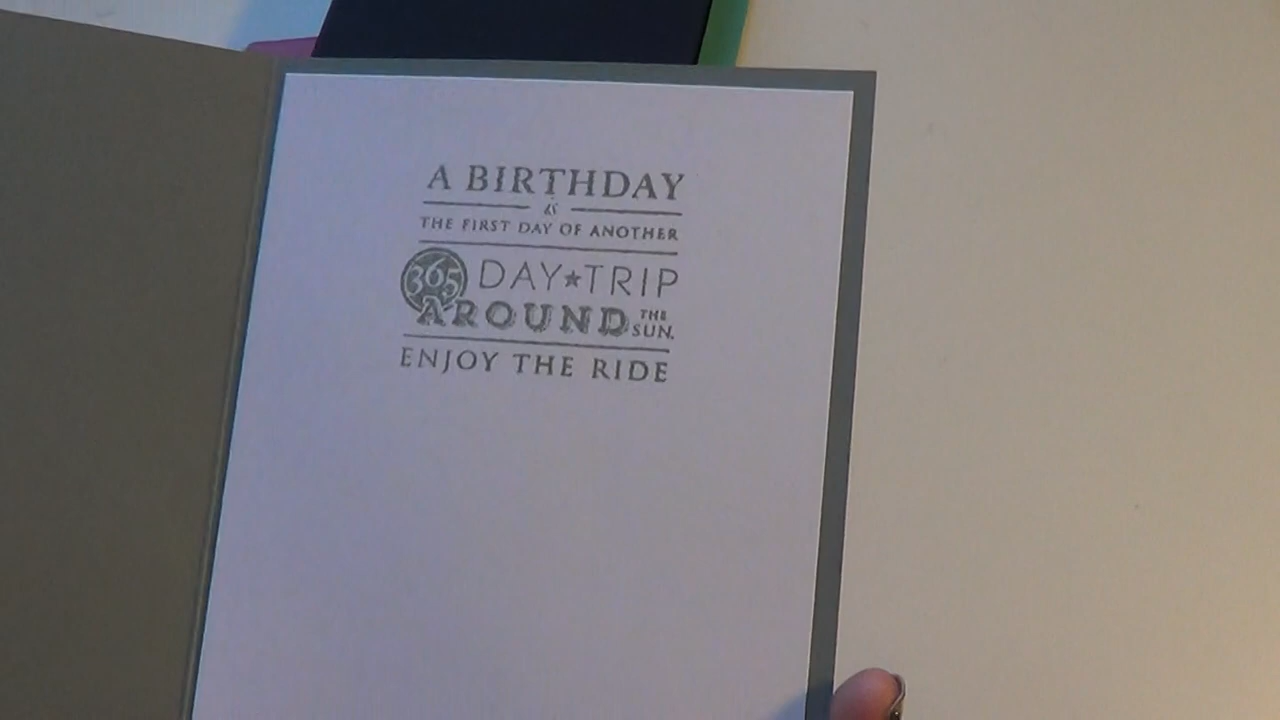 A BIRTHDAY
is
THE FIRST DAY OF ANOTHER
365 DAY★TRIP
AROUND THE SUN.
ENJOY THE RIDE